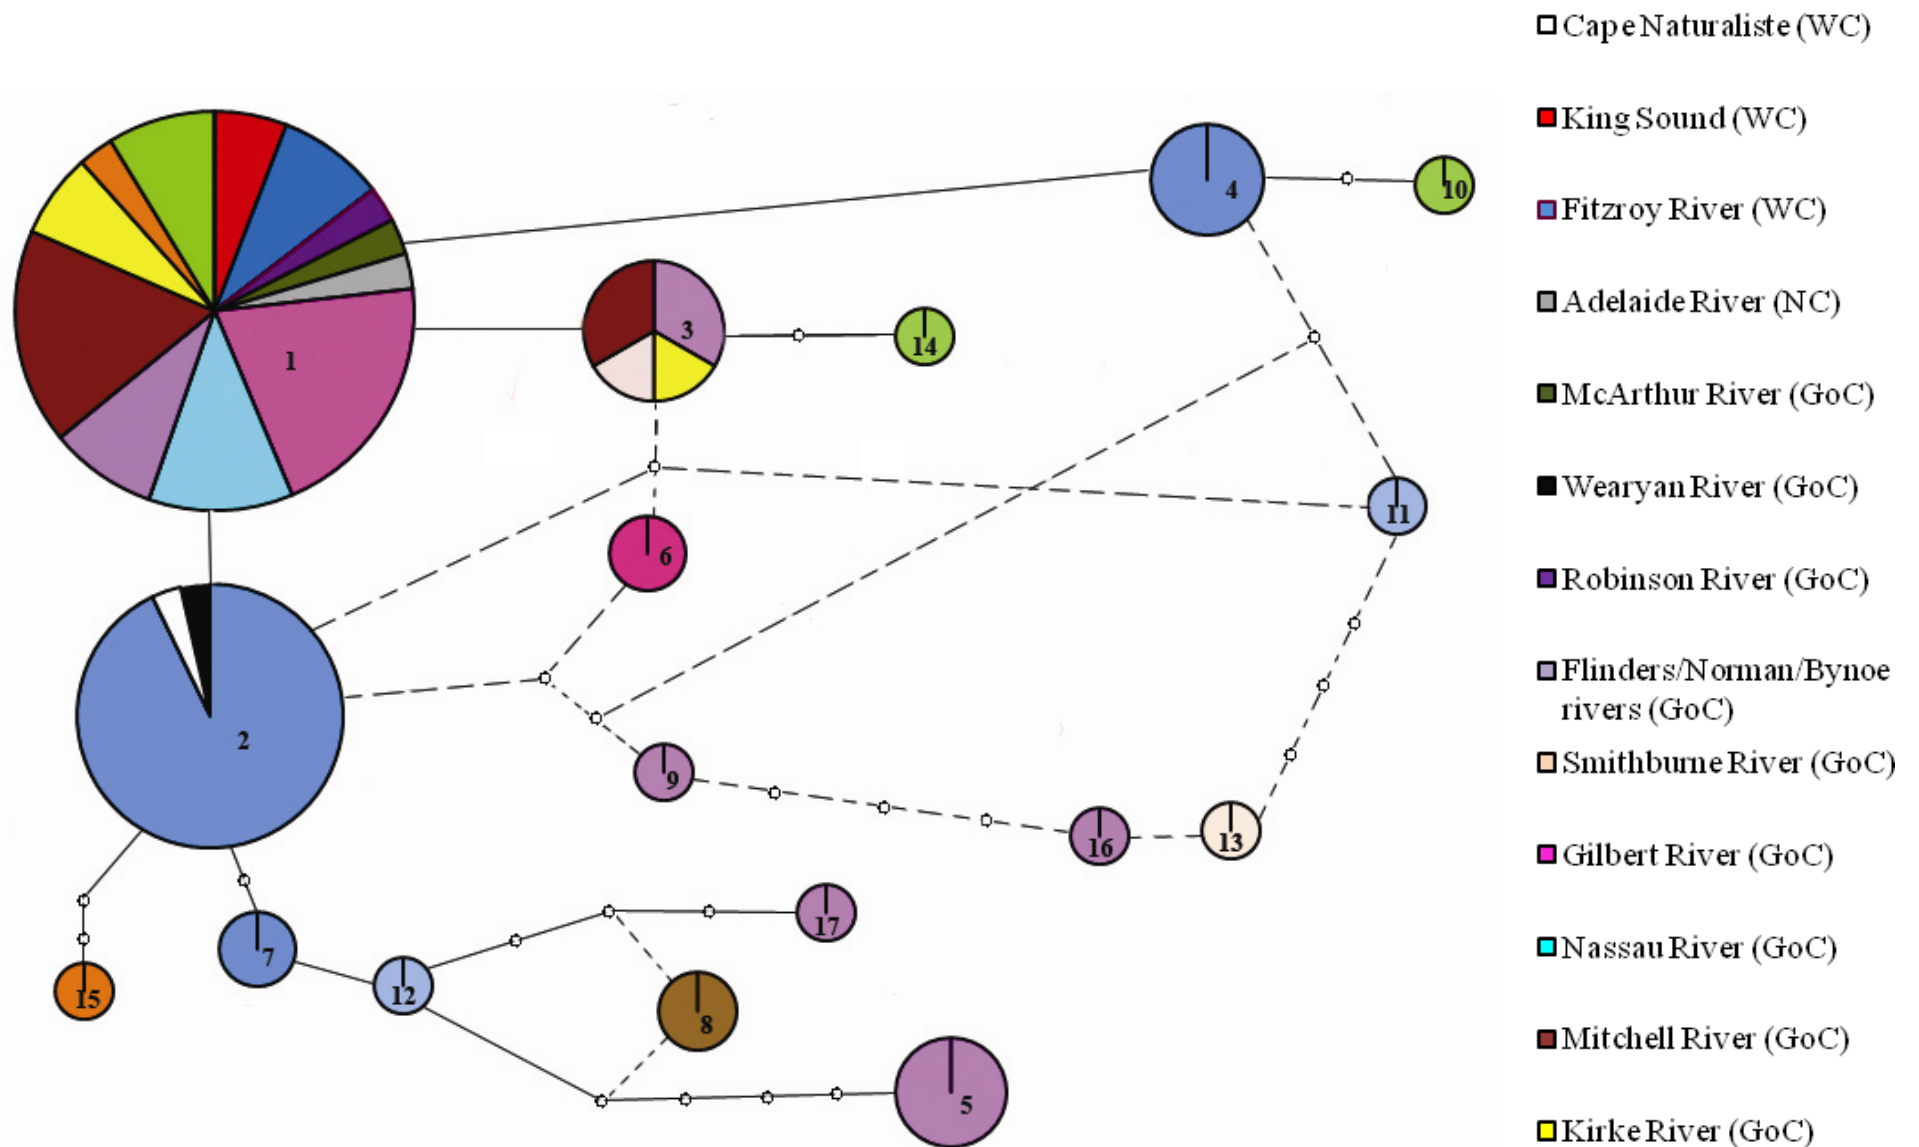 Cape Naturaliste (WC)
King Sound (WC)
Fitzroy River (WC)
Adelaide River (NC)
McArthur River (GoC)
Wearyan River (GoC)
Robinson River (GoC)
Flinders/Norman/Bynoe
rivers (GoC)
Smithburne River (GoC)
Gilbert River (GoC)
Nassau River (GoC)
Mitchell River (GoC)
Kirke River (GoC)
1
2
3
4
5
6
7
8
9
10
11
12
13
14
15
16
17